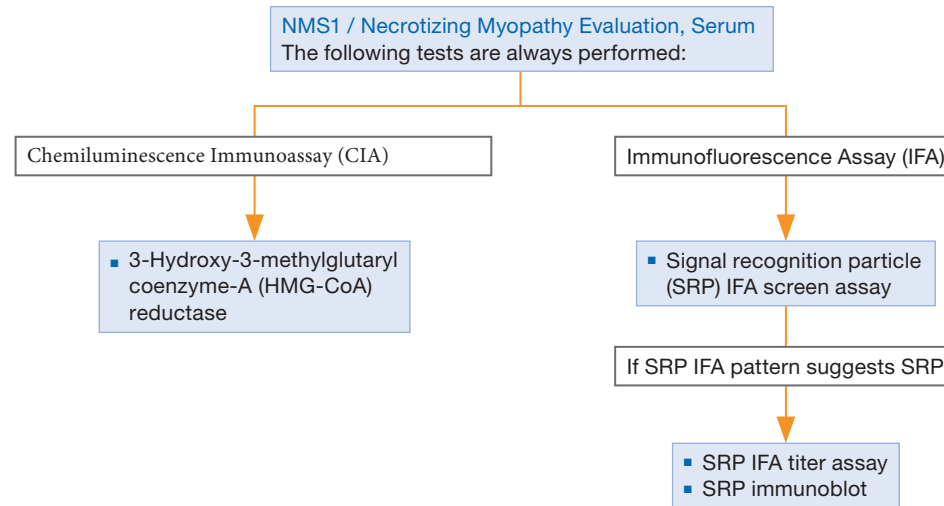 NMS1 / Necrotizing Myopathy Evaluation, Serum
The following tests are always performed:
Chemiluminescence Immunoassay (CIA)
Immunofluorescence Assay (IFA)
▪ 3-Hydroxy-3-methylglutaryl
coenzyme-A (HMG-CoA)
reductase
▪ Signal recognition particle
(SRP) IFA screen assay
If SRP IFA pattern suggests SRP
▪ SRP IFA titer assay
▪ SRP immunoblot